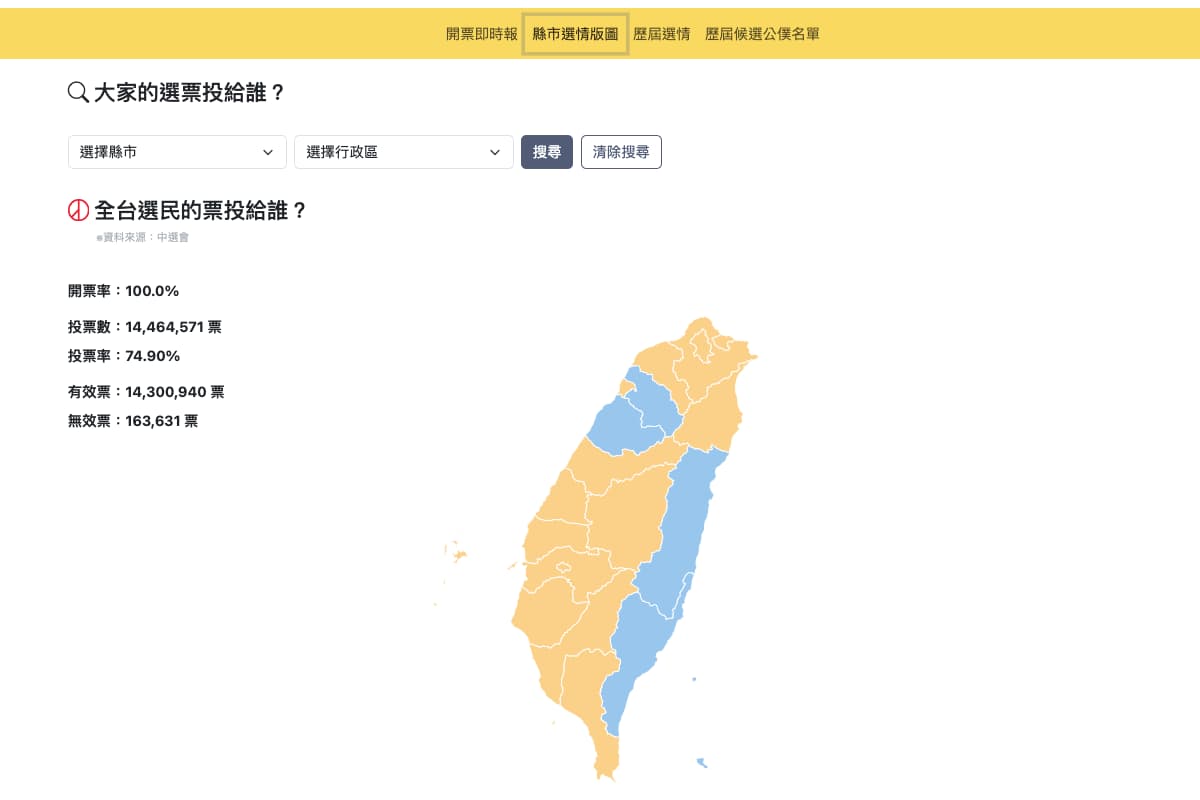 開票即時報 縣市選情版圖 歷屆選情 歷屆候選公僕名單
大家的選票投給誰？
選擇縣市 選擇行政區 搜尋 清除搜尋
全台選民的票投給誰？
※資料來源：中選會
開票率：100.0%
投票數：14,464,571 票
投票率：74.90%
有效票：14,300,940 票
無效票：163,631 票